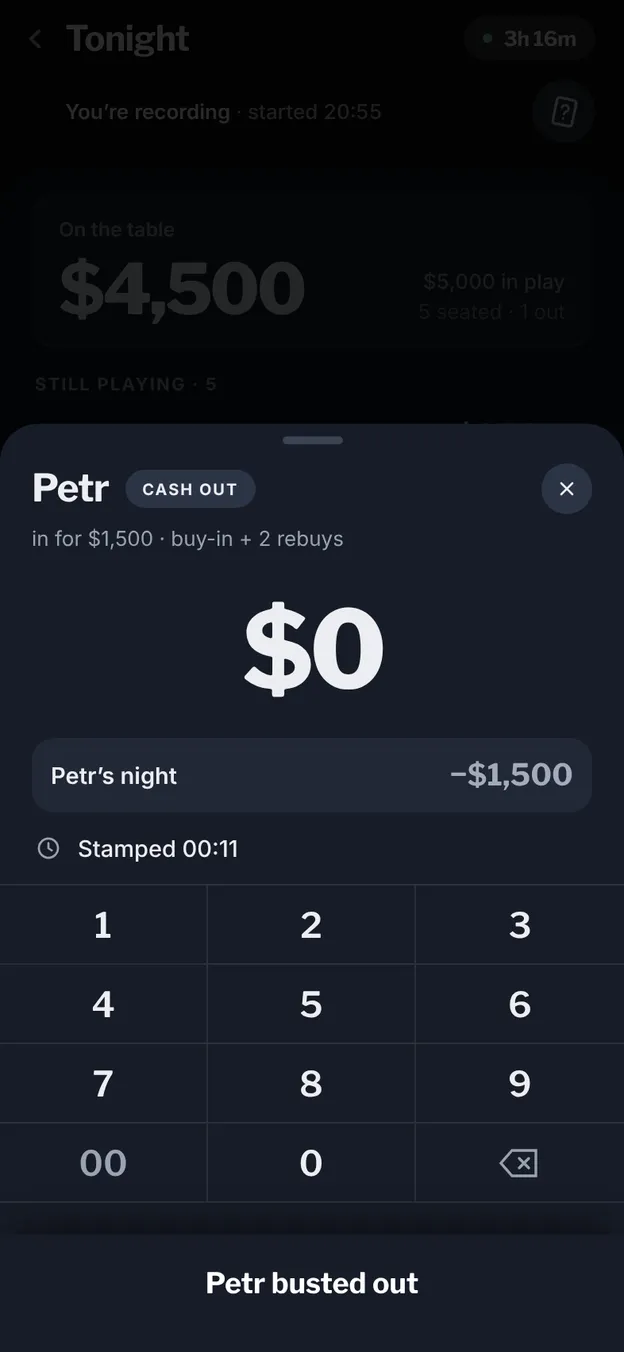 Tonight
3h 16m
You're recording · started 20:55
?
On the table
$4,500
$5,000 in play
5 seated · 1 out
STILL PLAYING · 5
Petr
CASH OUT
in for $1,500 · buy-in + 2 rebuys
$0
Petr's night
−$1,500
Stamped 00:11
1 2 3
4 5 6
7 8 9
00 0
Petr busted out